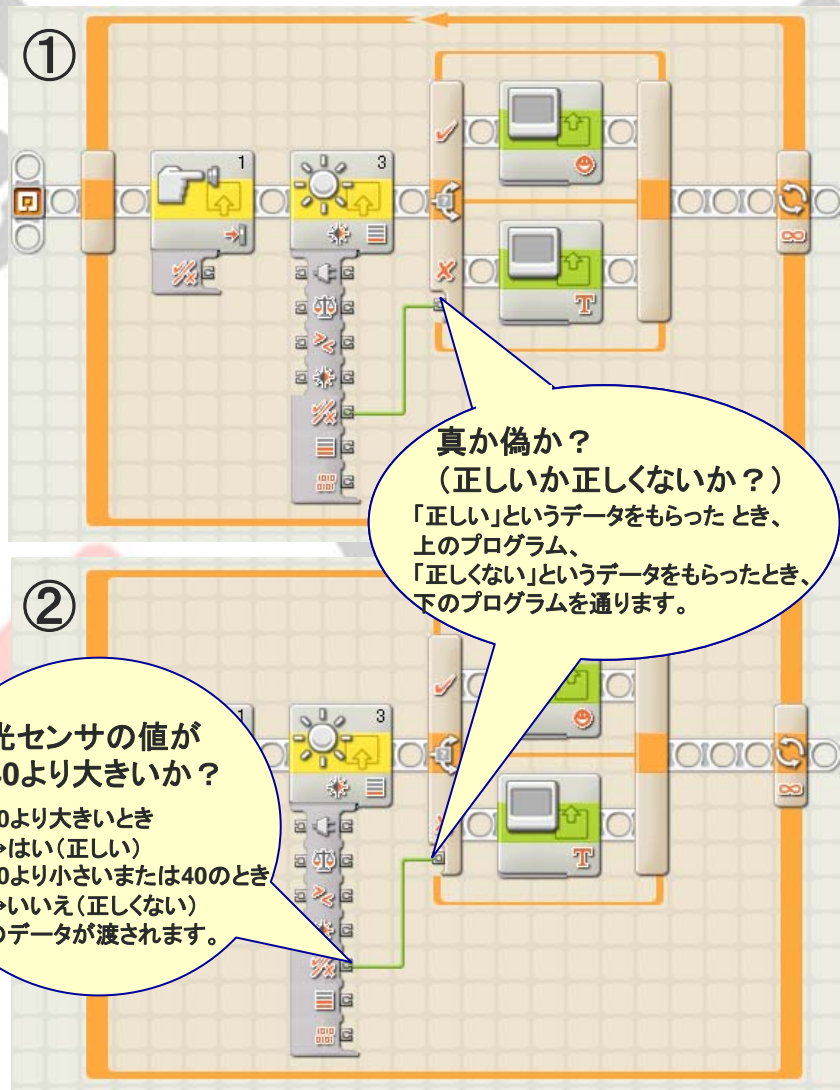 ①
1
3
T
真か偽か?
(正しいか正しくないか?)
「正しい」というデータをもらった とき、
上のプログラム、
「正しくない」というデータをもらったとき、
下のプログラムを通ります。
②
1
3
T
光センサの値が
40より大きいか?
0より大きいとき
→はい(正しい)
0より小さいまたは40のとき
→いいえ(正しくない)
のデータが渡されます。